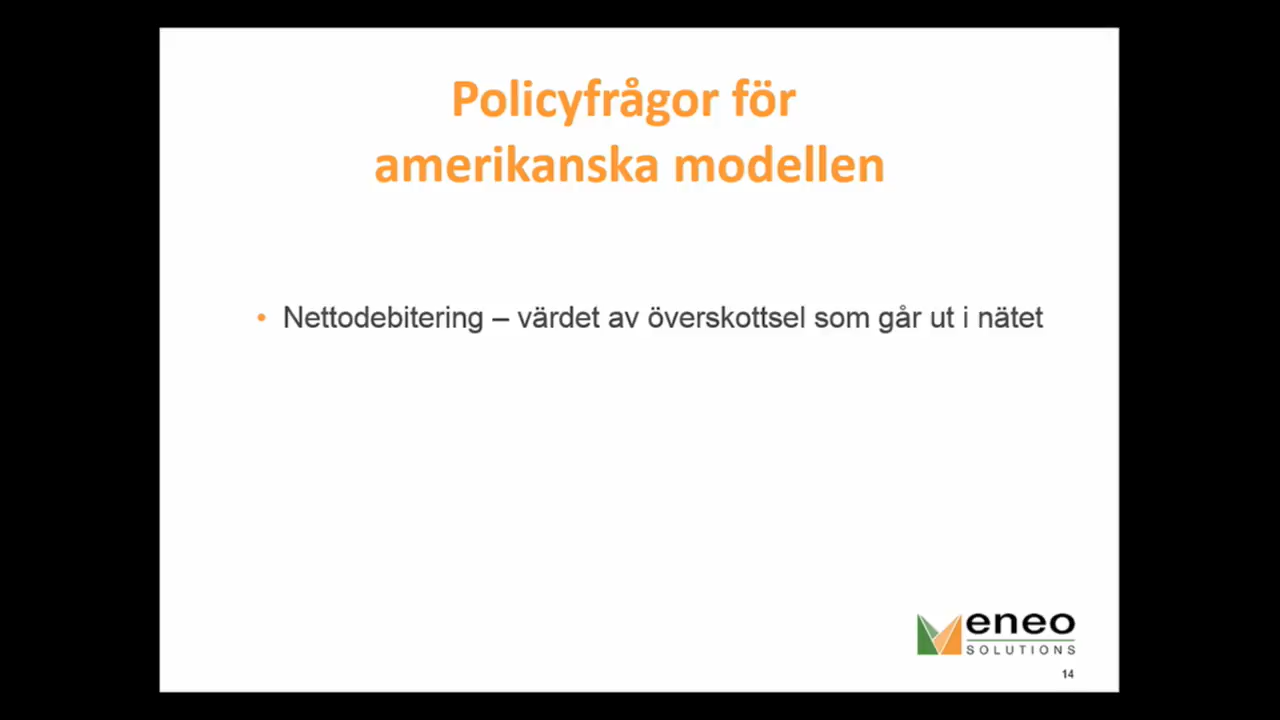 Policyfrågor för
amerikanska modellen
• Nettodebitering – värdet av överskottsel som går ut i nätet
eneo
SOLUTIONS
14